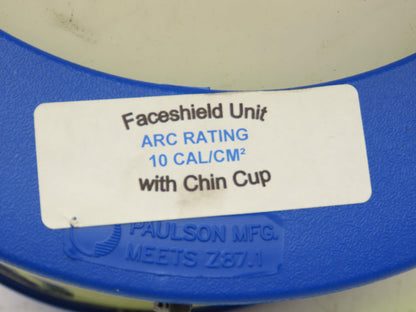 Faceshield Unit
ARC RATING
10 CAL/CM²
with Chin Cup
PAULSON MFG.
MEETS Z87.1